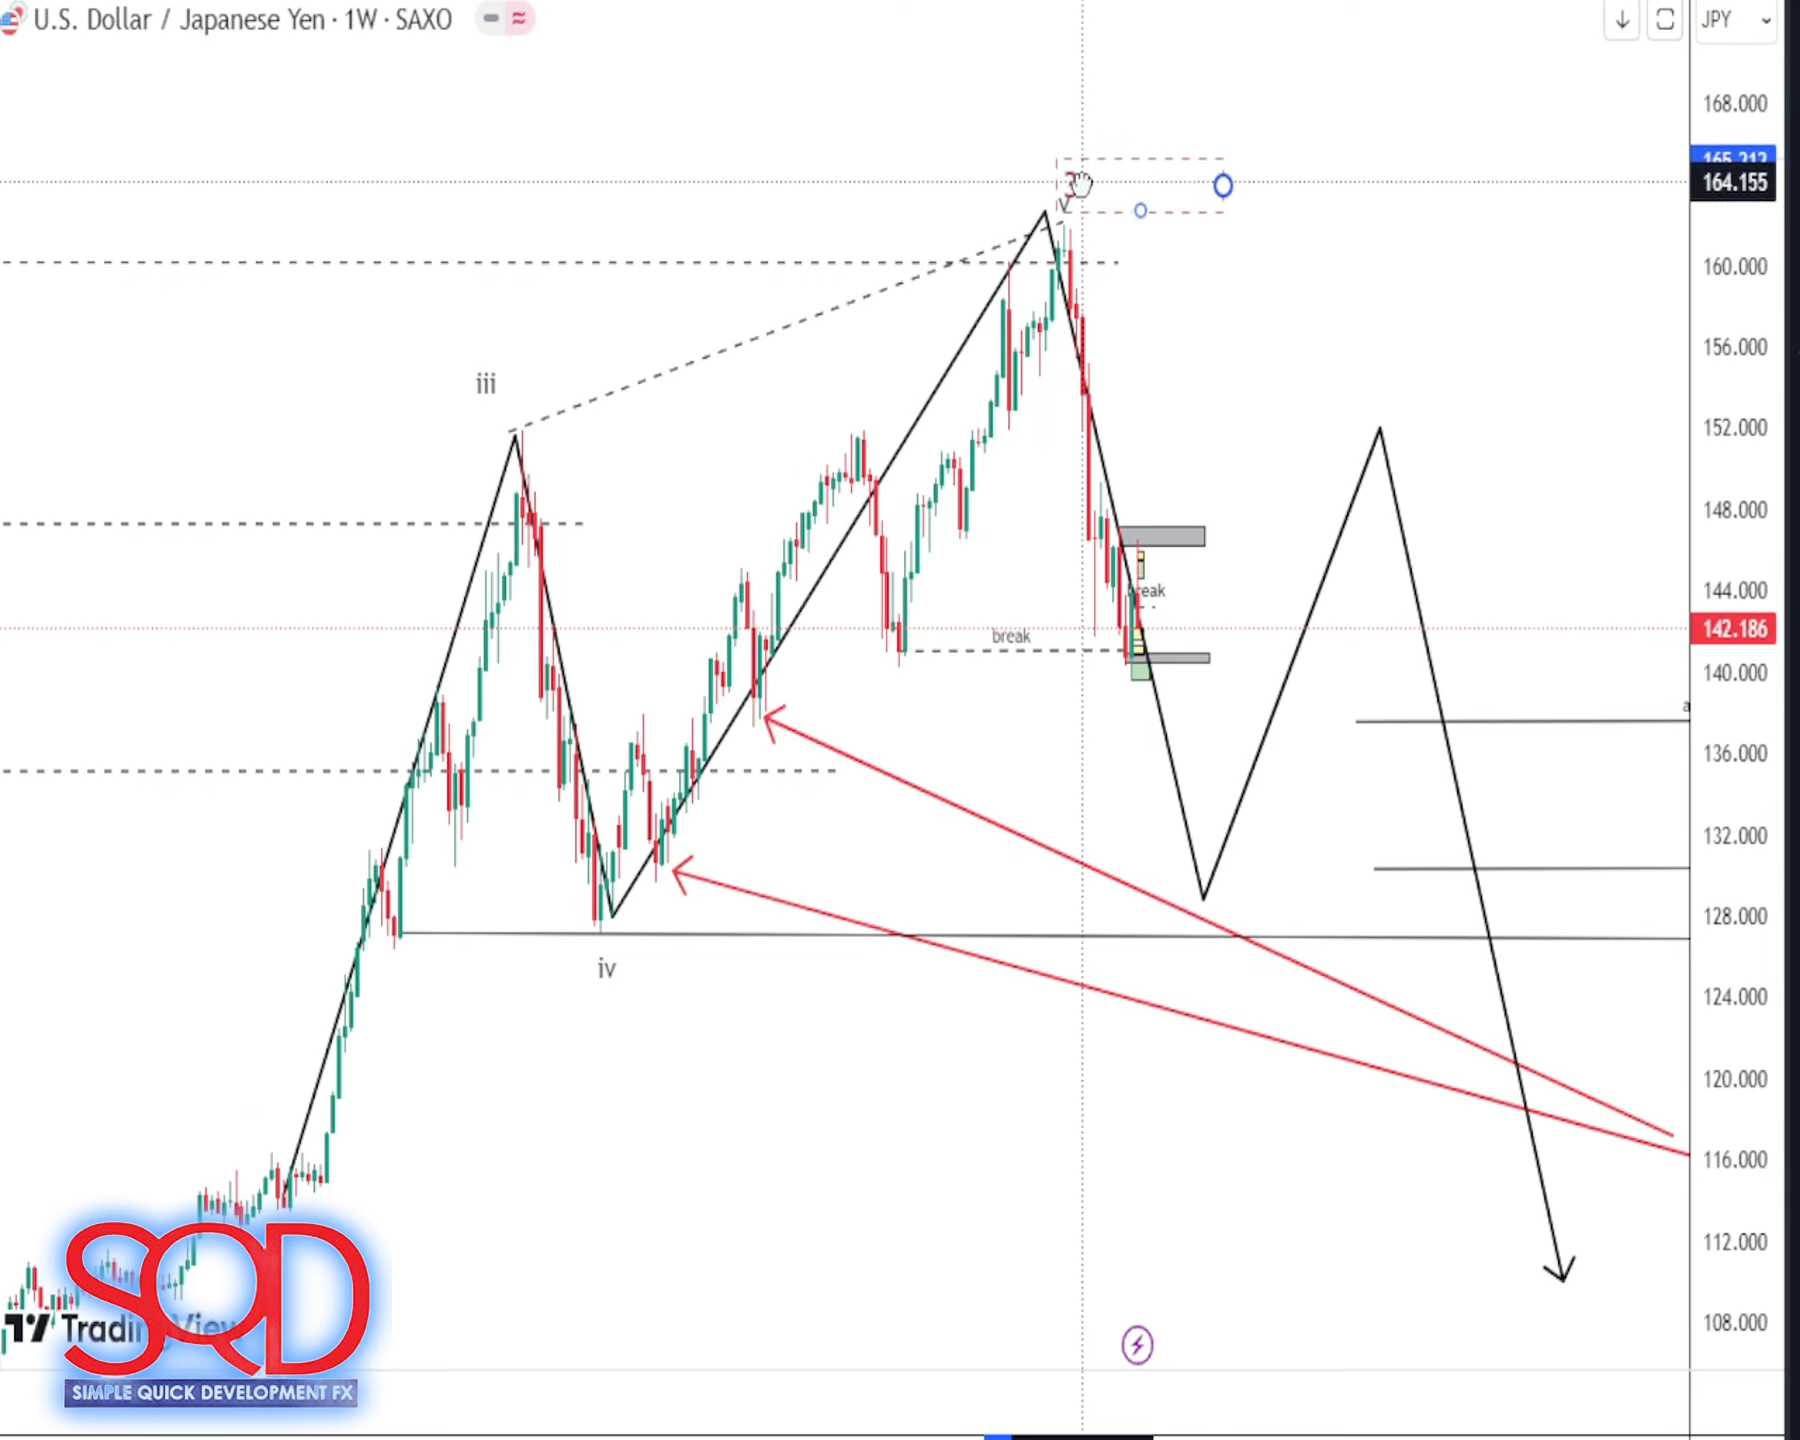 U.S. Dollar / Japanese Yen · 1W · SAXO
JPY
168.000
164.155
160.000
156.000
152.000
148.000
144.000
142.186
140.000
136.000
132.000
128.000
124.000
120.000
116.000
112.000
108.000
v
iii
break
break
a
iv
SQD
TradingView
SIMPLE QUICK DEVELOPMENT FX